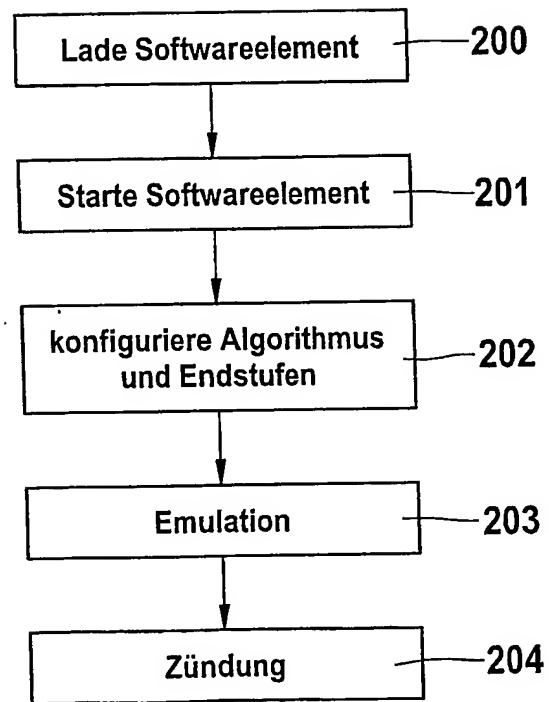 Lade Softwareelement 200
Starte Softwareelement 201
konfiguriere Algorithmus
und Endstufen 202
Emulation 203
Zündung 204